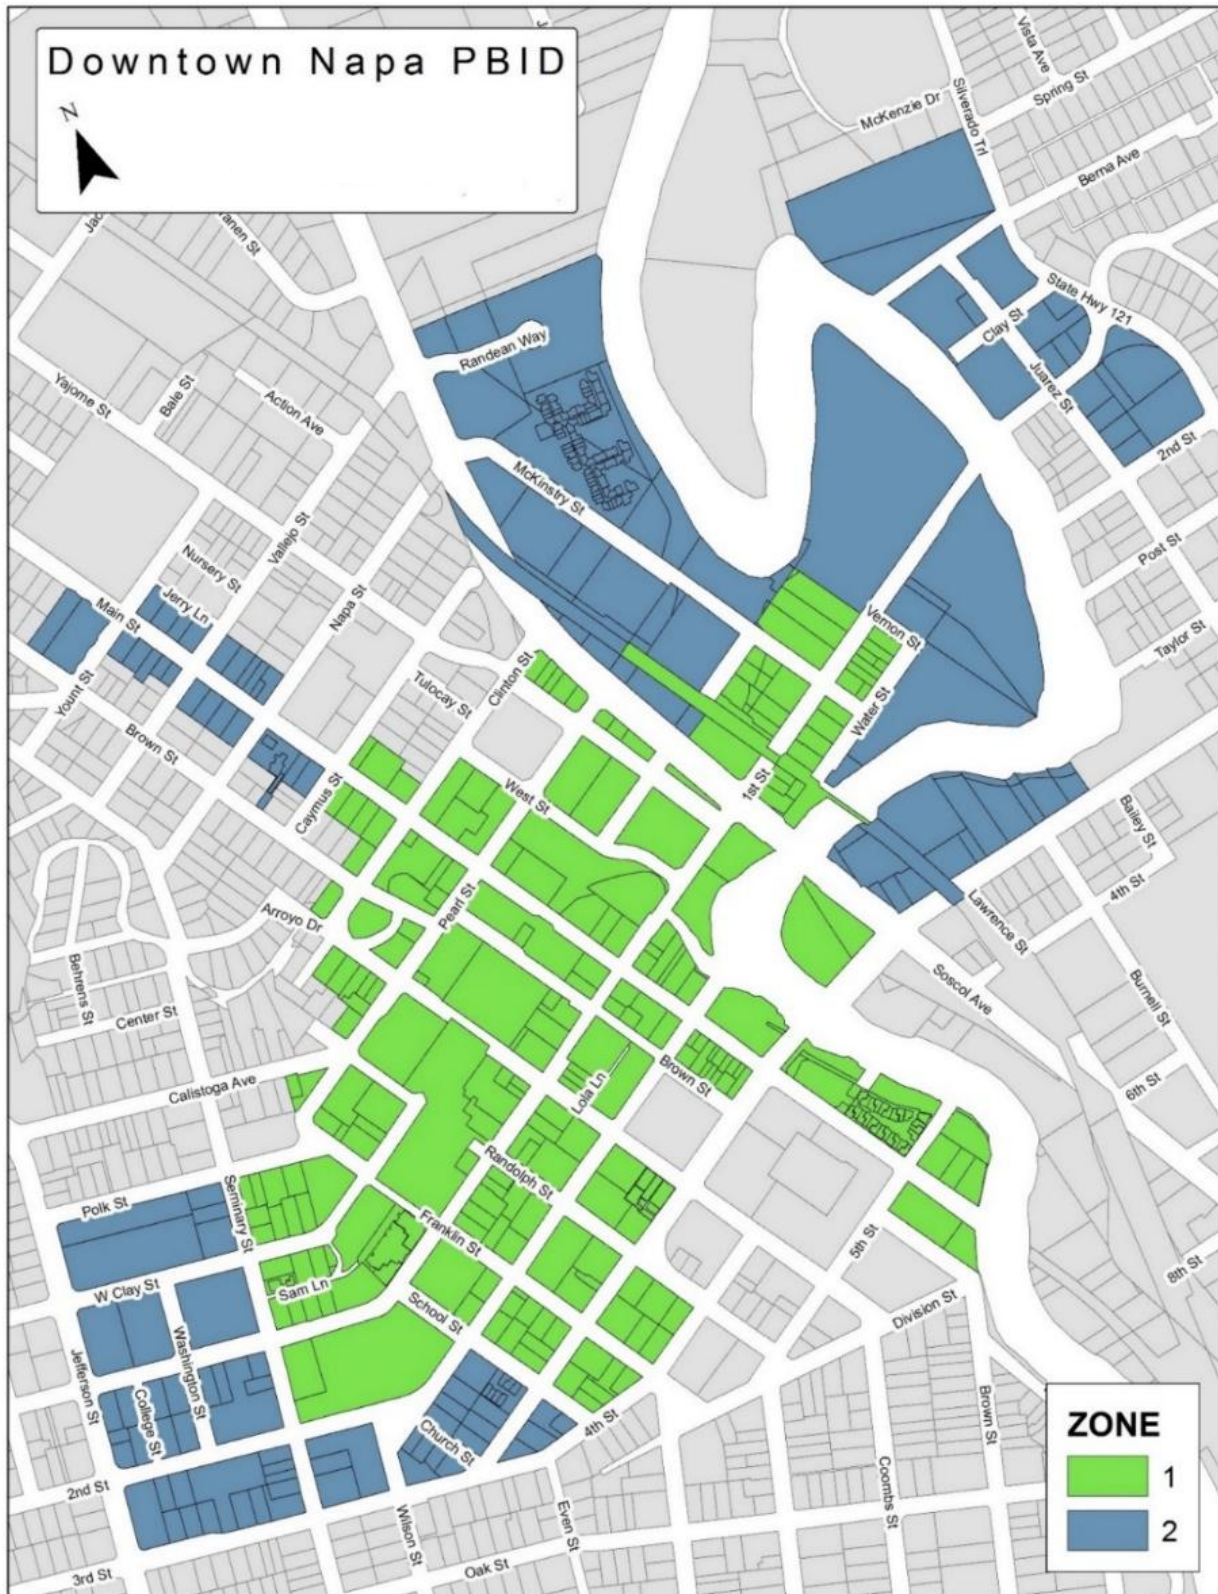 Downtown Napa PBID
N
Vista Ave
Spring St
Silverado Trl
McKenzie Dr
Berna Ave
State Hwy 121
Clay St
Juarez St
2nd St
Randean Way
Yajome St
Bale St
Action Ave
McKinstry St
Post St
Vallejo St
Nursery St
Jerry Ln
Main St
Napa St
Vernon St
Taylor St
Yount St
Tulocay St
Clinton St
Water St
Brown St
West St
1st St
Caymus St
Bailey St
Pearl St
4th St
Lawrence St
Arroyo Dr
Soscol Ave
Behrens St
Burnell St
Center St
Calistoga Ave
Brown St
Lola Ln
6th St
Randolph St
Polk St
Seminary St
Franklin St
5th St
8th St
W Clay St
Sam Ln
School St
Division St
Washington St
Jefferson St
College St
Church St
4th St
Brown St
2nd St
Wilson St
Even St
Coombs St
Oak St
3rd St
ZONE
1
2